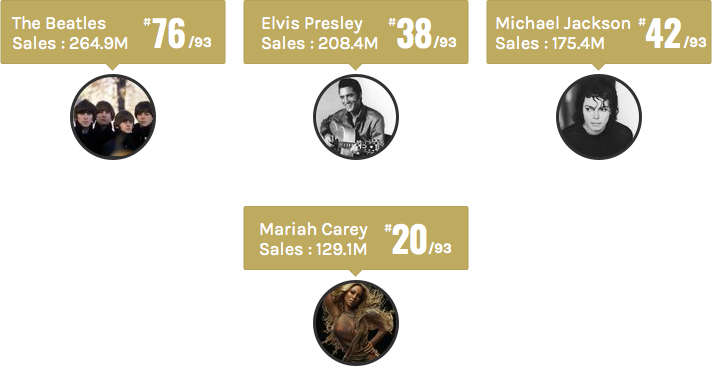 The Beatles
Sales : 264.9M
#76/93
Elvis Presley
Sales : 208.4M
#38/93
Michael Jackson
Sales : 175.4M
#42/93
Mariah Carey
Sales : 129.1M
#20/93